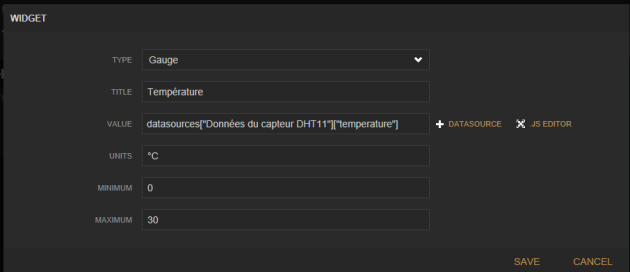 WIDGET
TYPE Gauge
TITLE Température
VALUE datasources["Données du capteur DHT11"]["temperature"] + DATASOURCE JS EDITOR
UNITS °C
MINIMUM 0
MAXIMUM 30
SAVE CANCEL